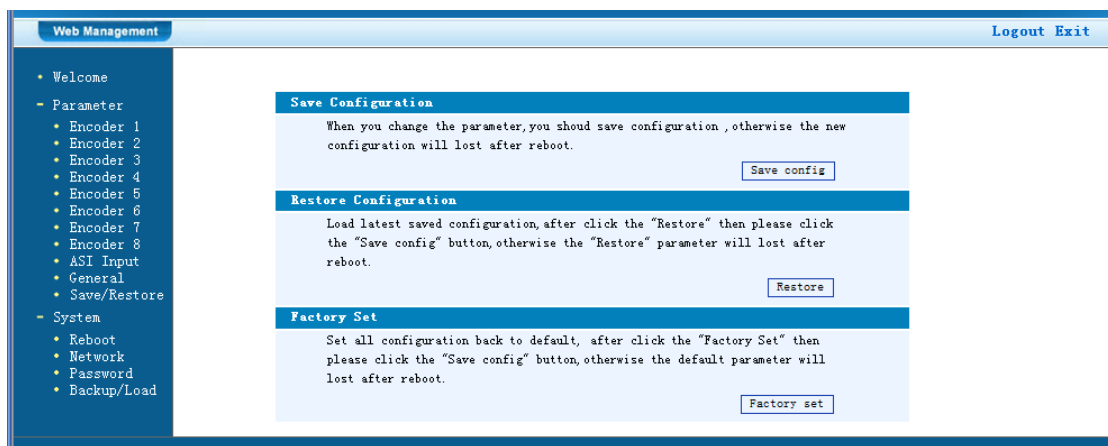 Web Management
Logout Exit
Welcome
Parameter
Encoder 1
Encoder 2
Encoder 3
Encoder 4
Encoder 5
Encoder 6
Encoder 7
Encoder 8
ASI Input
General
Save/Restore
System
Reboot
Network
Password
Backup/Load
Save Configuration
When you change the parameter,you shoud save configuration ,otherwise the new
configuration will lost after reboot.
Save config
Restore Configuration
Load latest saved configuration,after click the "Restore" then please click
the "Save config" button,otherwise the "Restore" parameter will lost after
reboot.
Restore
Factory Set
Set all configuration back to default, after click the "Factory Set" then
please click the "Save config" button,otherwise the default parameter will
lost after reboot.
Factory set